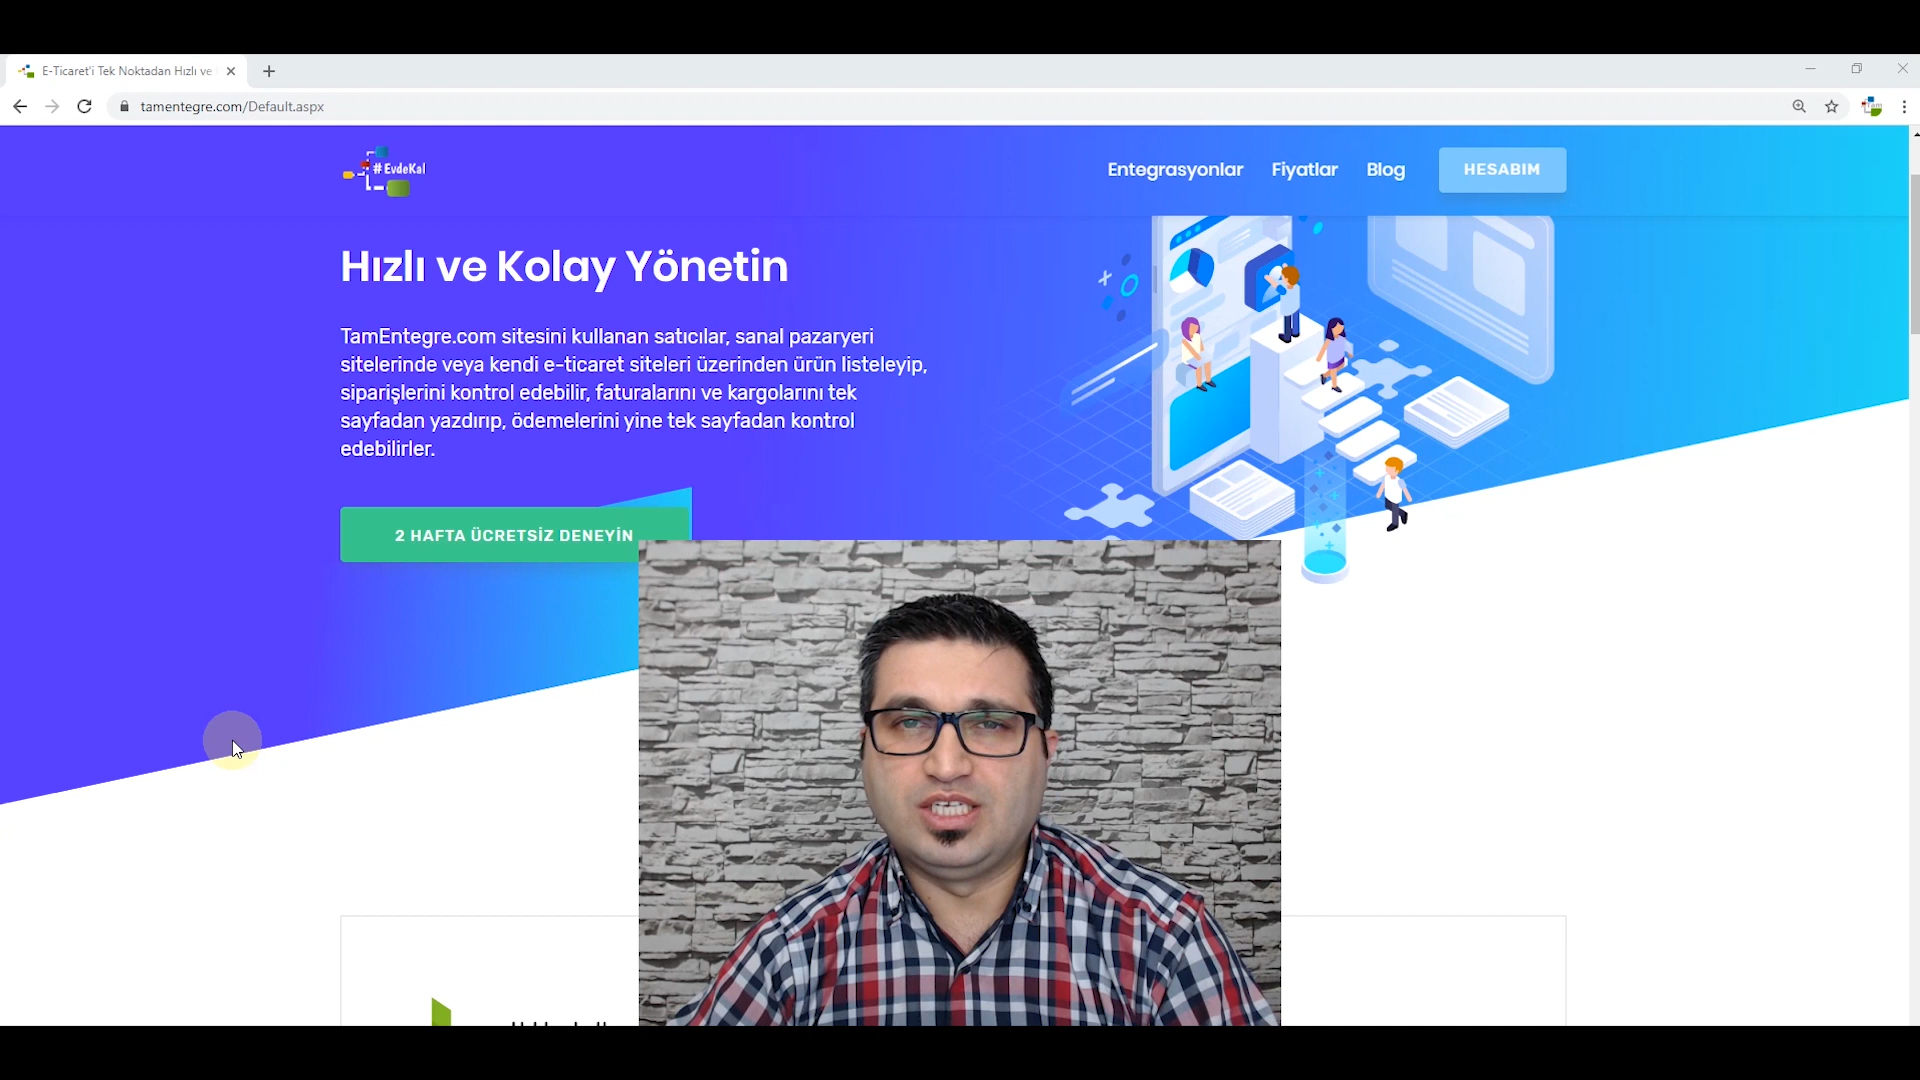 E-Ticaret'i Tek Noktadan Hızlı ve
tamentegre.com/Default.aspx
#EvdeKal
Entegrasyonlar
Fiyatlar
Blog
HESABIM
Hızlı ve Kolay Yönetin
TamEntegre.com sitesini kullanan satıcılar, sanal pazaryeri
sitelerinde veya kendi e-ticaret siteleri üzerinden ürün listeleyip,
siparişlerini kontrol edebilir, faturalarını ve kargolarını tek
sayfadan yazdırıp, ödemelerini yine tek sayfadan kontrol
edebilirler.
2 HAFTA ÜCRETSİZ DENEYİN